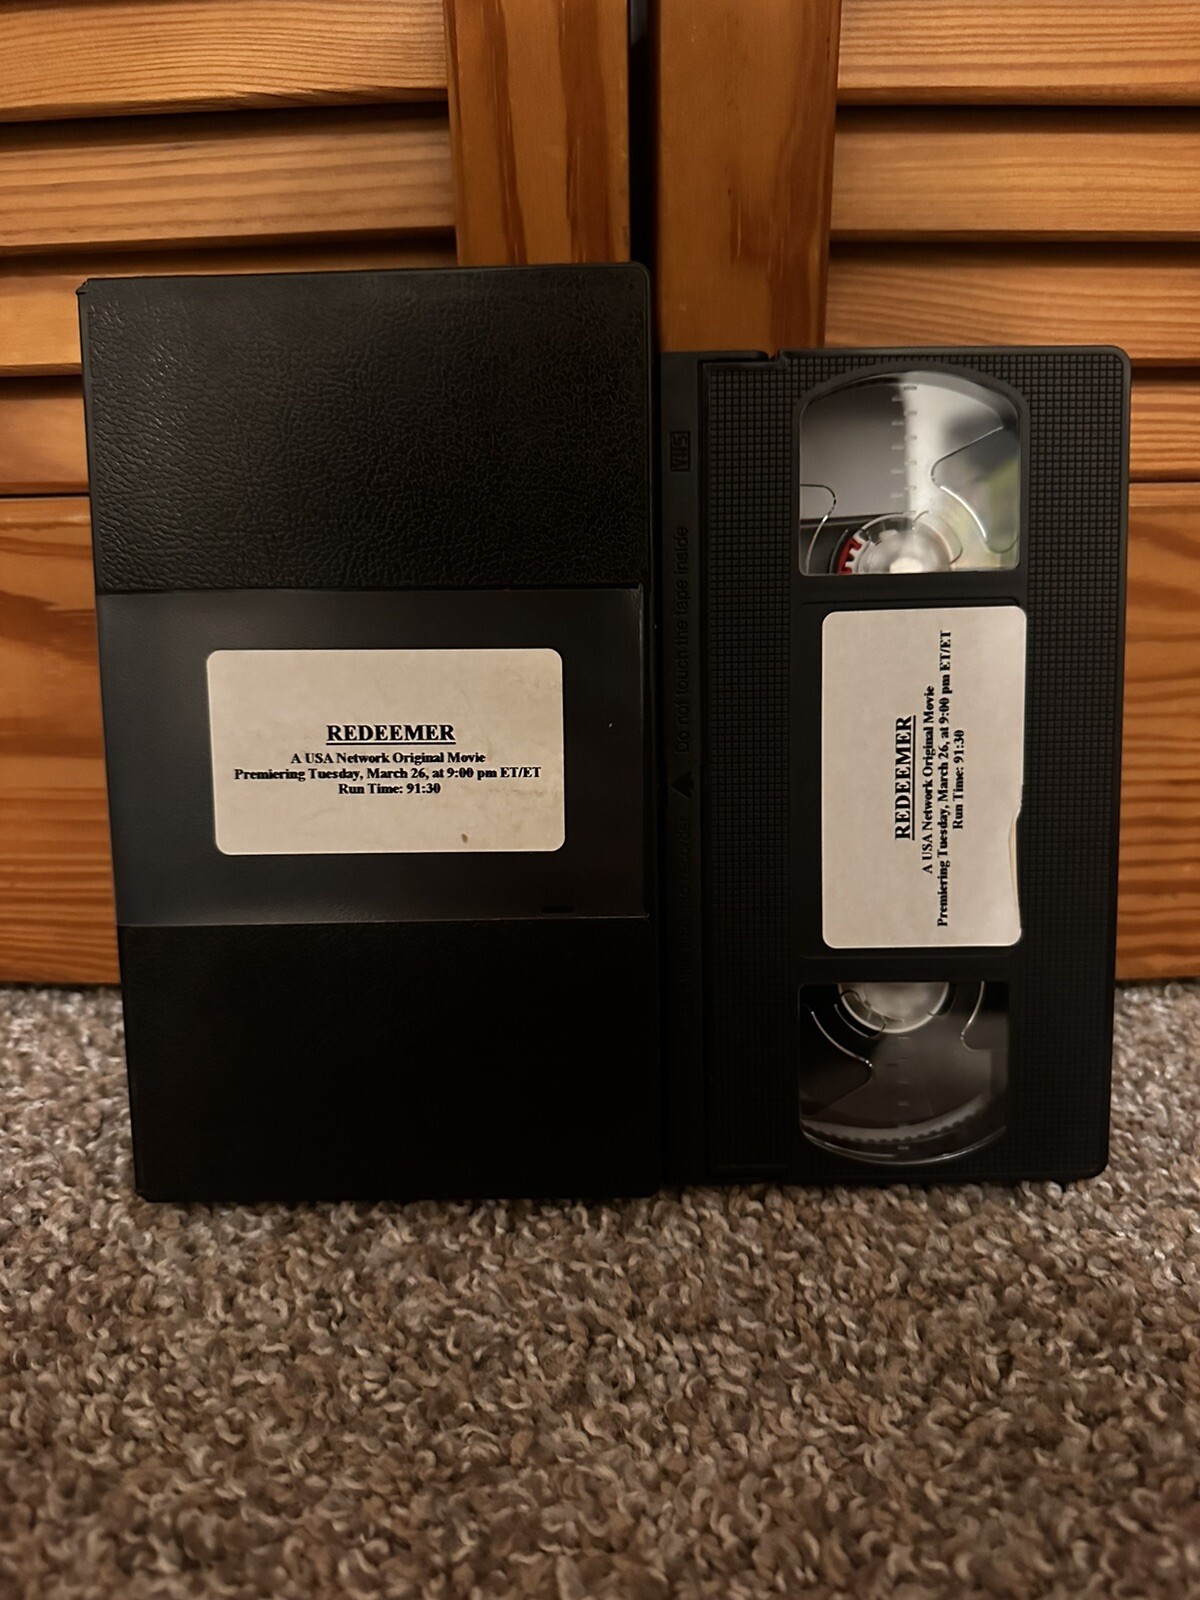 REDEEMER
A USA Network Original Movie
Premiering Tuesday, March 26, at 9:00 pm ET/ET
Run Time: 91:30
VHS
Do not touch the tape inside
REDEEMER
A USA Network Original Movie
Premiering Tuesday, March 26, at 9:00 pm ET/ET
Run Time: 91:30